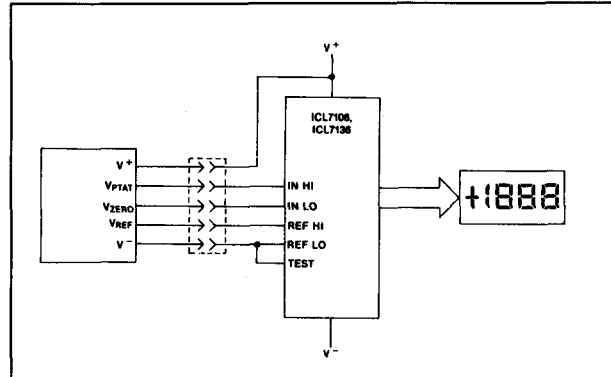 V+
ICL7106,
ICL7136
V+
VPTAT
VZERO
VREF
V−
IN HI
IN LO
REF HI
REF LO
TEST
+1888
V−